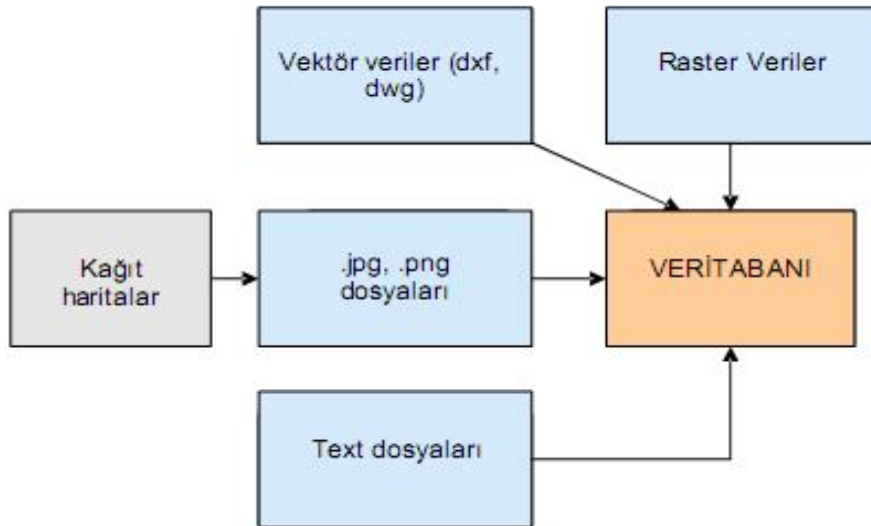 Vektör veriler (dxf,
dwg)
Raster Veriler
Kağıt
haritalar
.jpg, .png
dosyaları
VERİTABANI
Text dosyaları